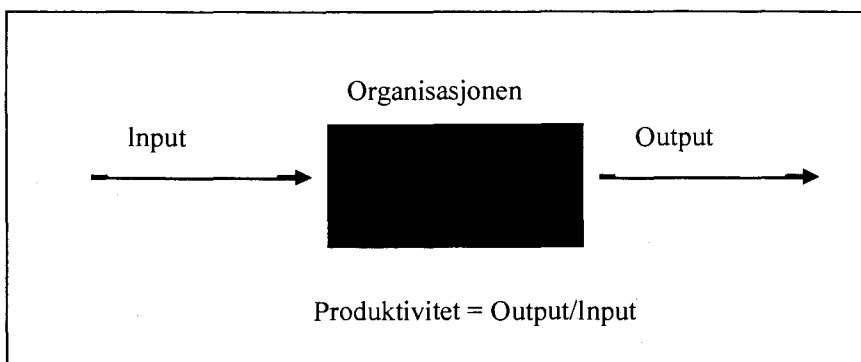 Organisasjonen
Input
Output
Produktivitet = Output/Input